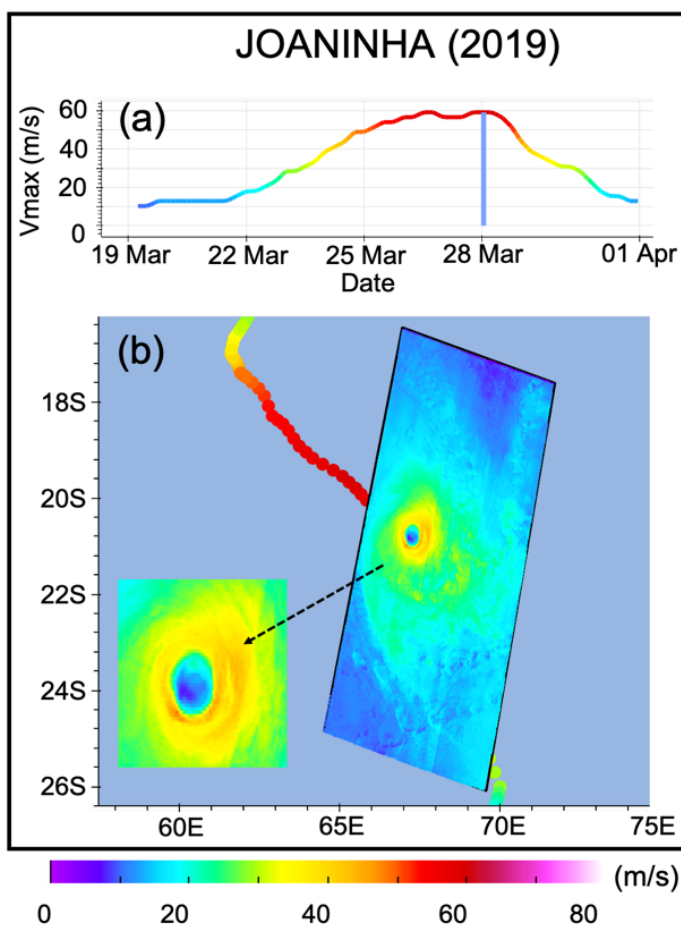 JOANINHA (2019)
(a)
Vmax (m/s)
60
40
20
0
19 Mar 22 Mar 25 Mar 28 Mar 01 Apr
Date
(b)
18S
20S
22S
24S
26S
60E 65E 70E 75E
(m/s)
0 20 40 60 80